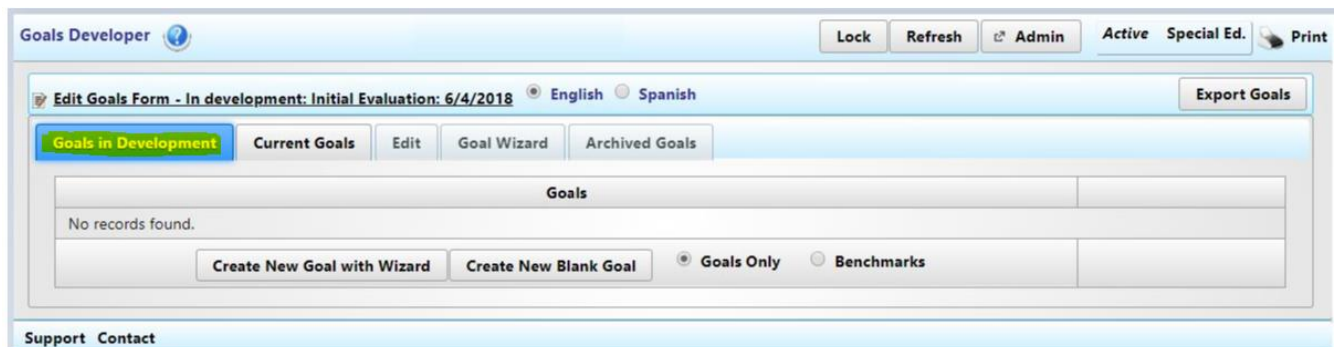 Goals Developer Lock Refresh Admin Active Special Ed. Print
Edit Goals Form - In development: Initial Evaluation: 6/4/2018 English Spanish Export Goals
Goals in Development Current Goals Edit Goal Wizard Archived Goals
Goals
No records found.
Create New Goal with Wizard Create New Blank Goal Goals Only Benchmarks
Support Contact